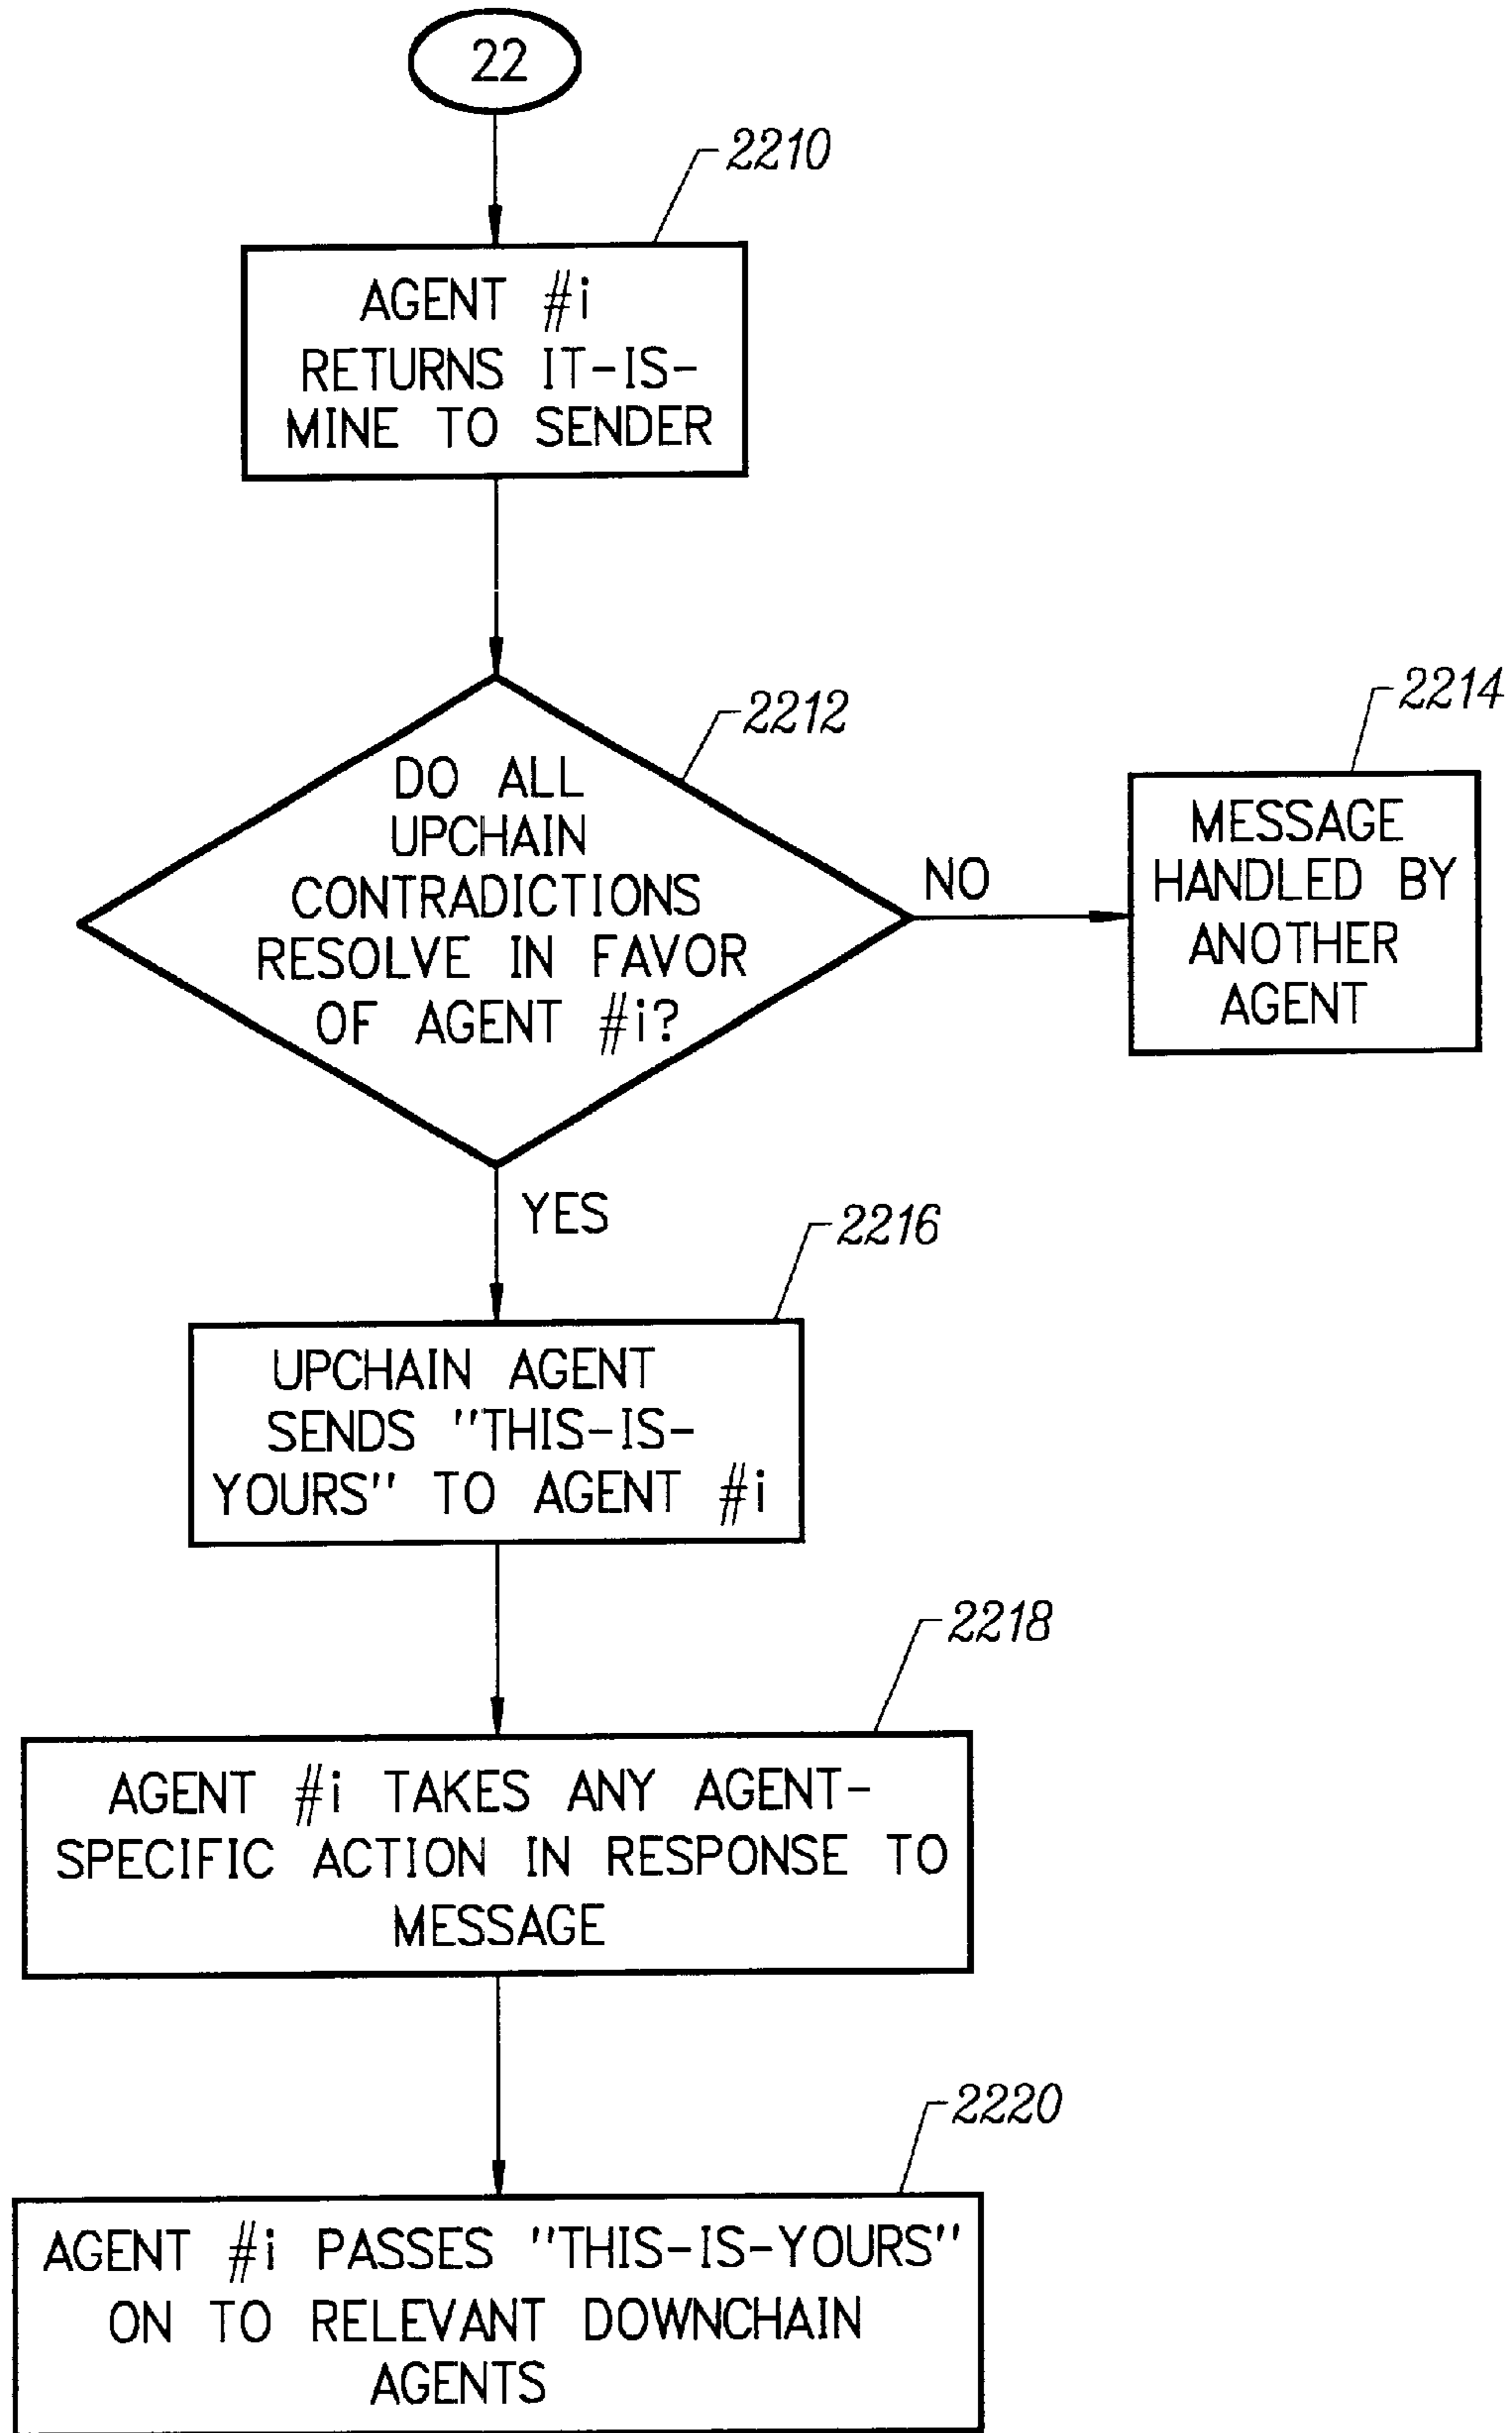 22
2210
AGENT #i
RETURNS IT-IS-
MINE TO SENDER
2212
DO ALL
UPCHAIN
CONTRADICTIONS
RESOLVE IN FAVOR
OF AGENT #i?
NO
2214
MESSAGE
HANDLED BY
ANOTHER
AGENT
YES
2216
UPCHAIN AGENT
SENDS "THIS-IS-
YOURS" TO AGENT #i
2218
AGENT #i TAKES ANY AGENT-
SPECIFIC ACTION IN RESPONSE TO
MESSAGE
2220
AGENT #i PASSES "THIS-IS-YOURS"
ON TO RELEVANT DOWNCHAIN
AGENTS